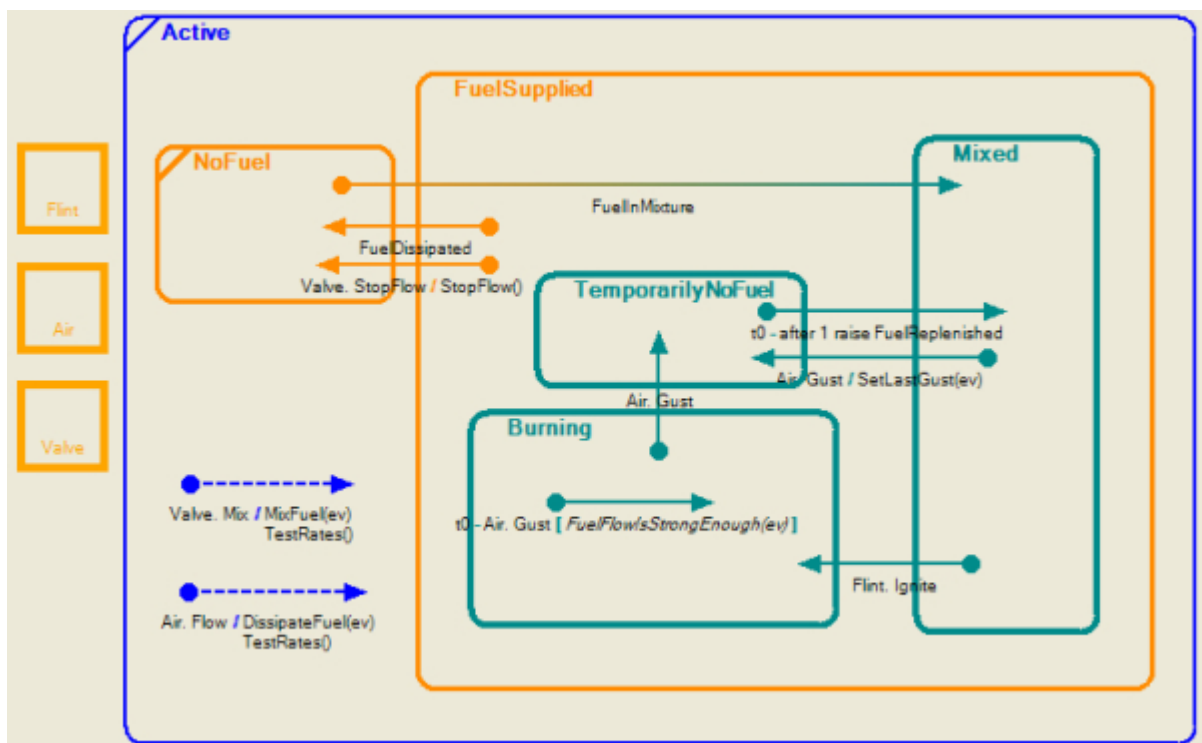 Active
FuelSupplied
NoFuel
Mixed
FuelInMixture
Flint
FuelDissipated
Valve. StopFlow / StopFlow()
TemporarilyNoFuel
Air
t0 - after 1 raise FuelReplenished
Air. Gust / SetLastGust(ev)
Air. Gust
Burning
Valve
Valve. Mix / MixFuel(ev)
TestRates()
t0 - Air. Gust [ FuelFlowIsStrongEnough(ev) ]
Flint. Ignite
Air. Flow / DissipateFuel(ev)
TestRates()